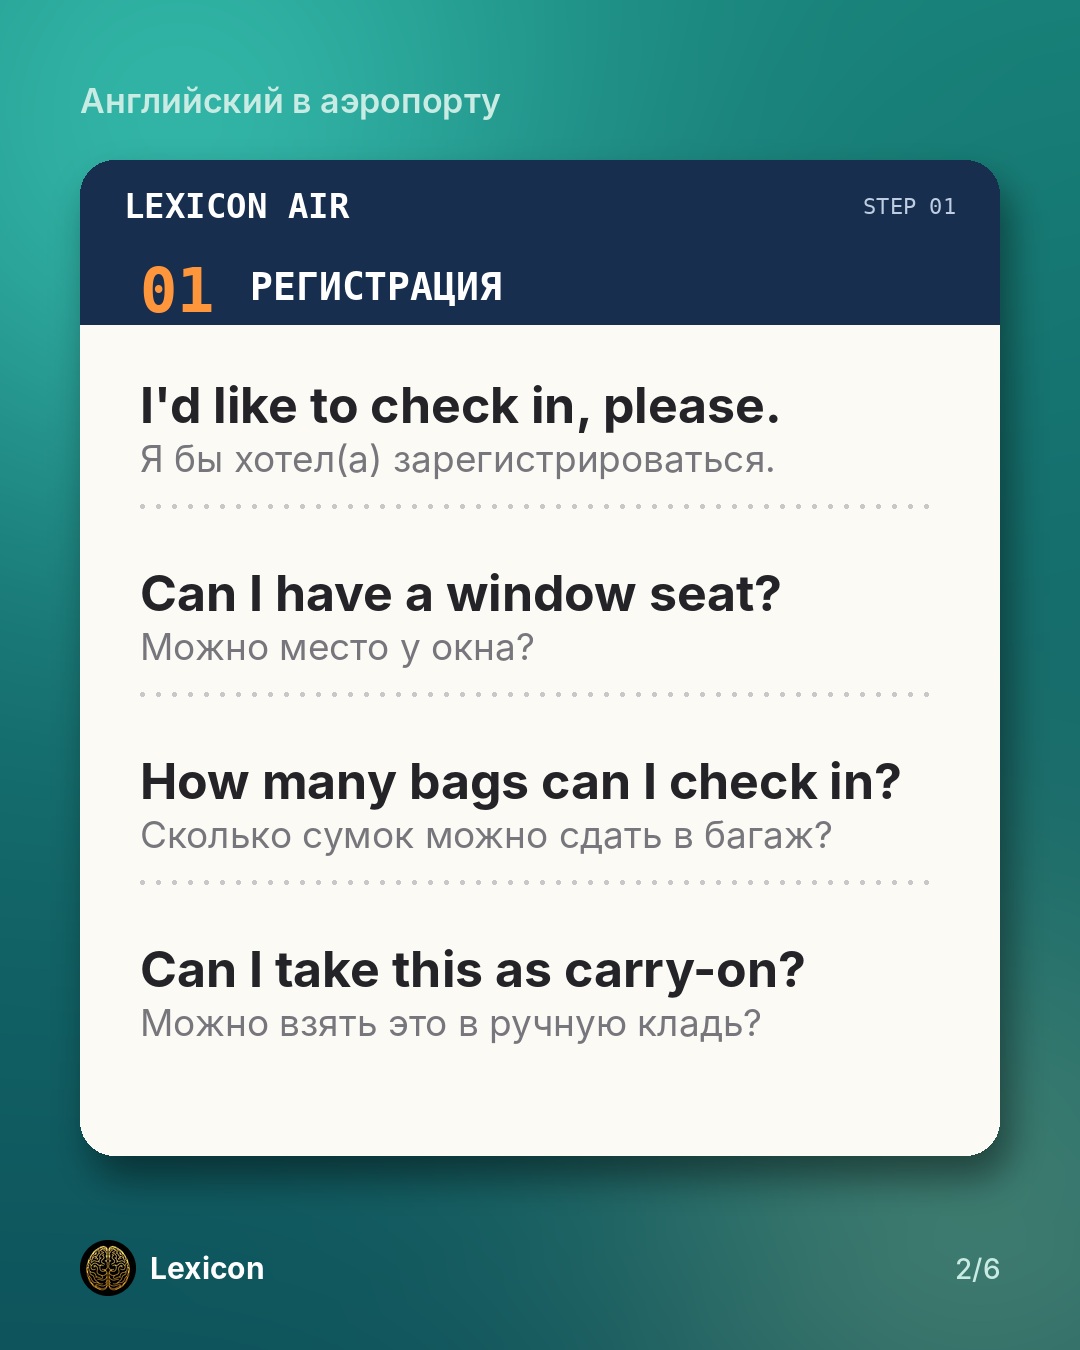 Английский в аэропорту
LEXICON AIR
STEP 01
01 РЕГИСТРАЦИЯ
I'd like to check in, please.
Я бы хотел(а) зарегистрироваться.
Can I have a window seat?
Можно место у окна?
How many bags can I check in?
Сколько сумок можно сдать в багаж?
Can I take this as carry-on?
Можно взять это в ручную кладь?
Lexicon
2/6